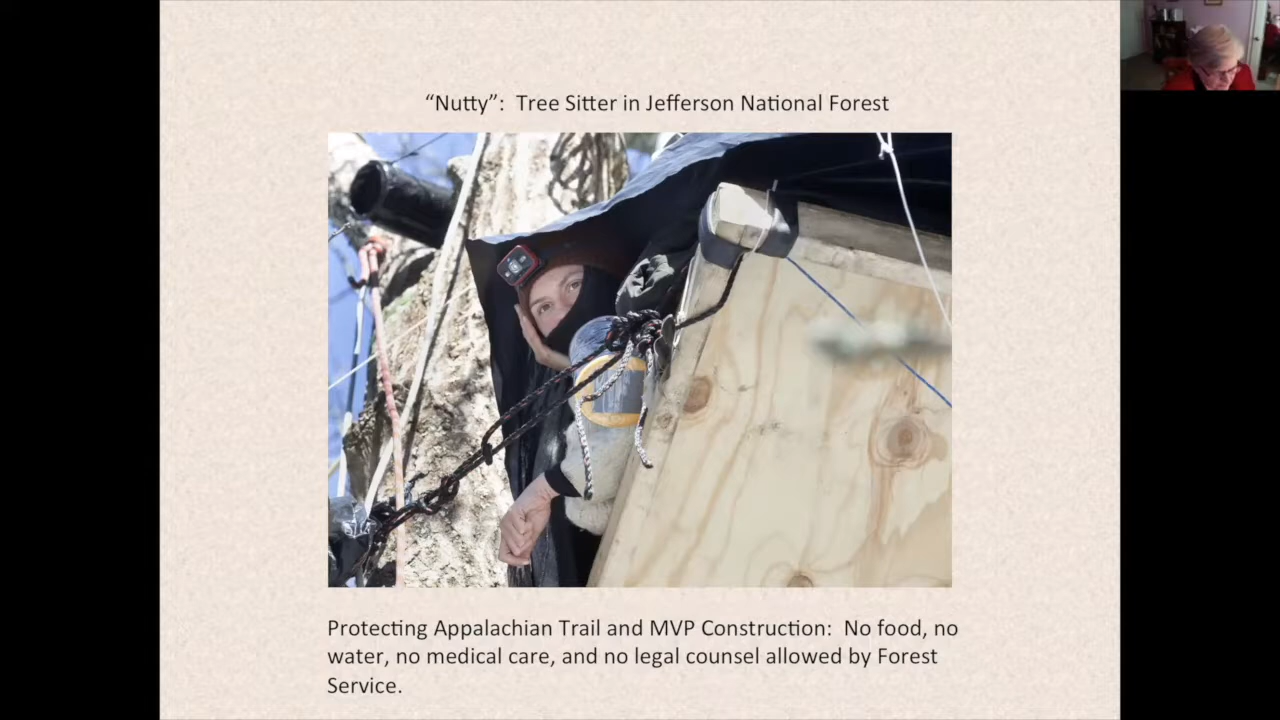 “Nutty”:  Tree Sitter in Jefferson National Forest
Protecting Appalachian Trail and MVP Construction:  No food, no
water, no medical care, and no legal counsel allowed by Forest
Service.